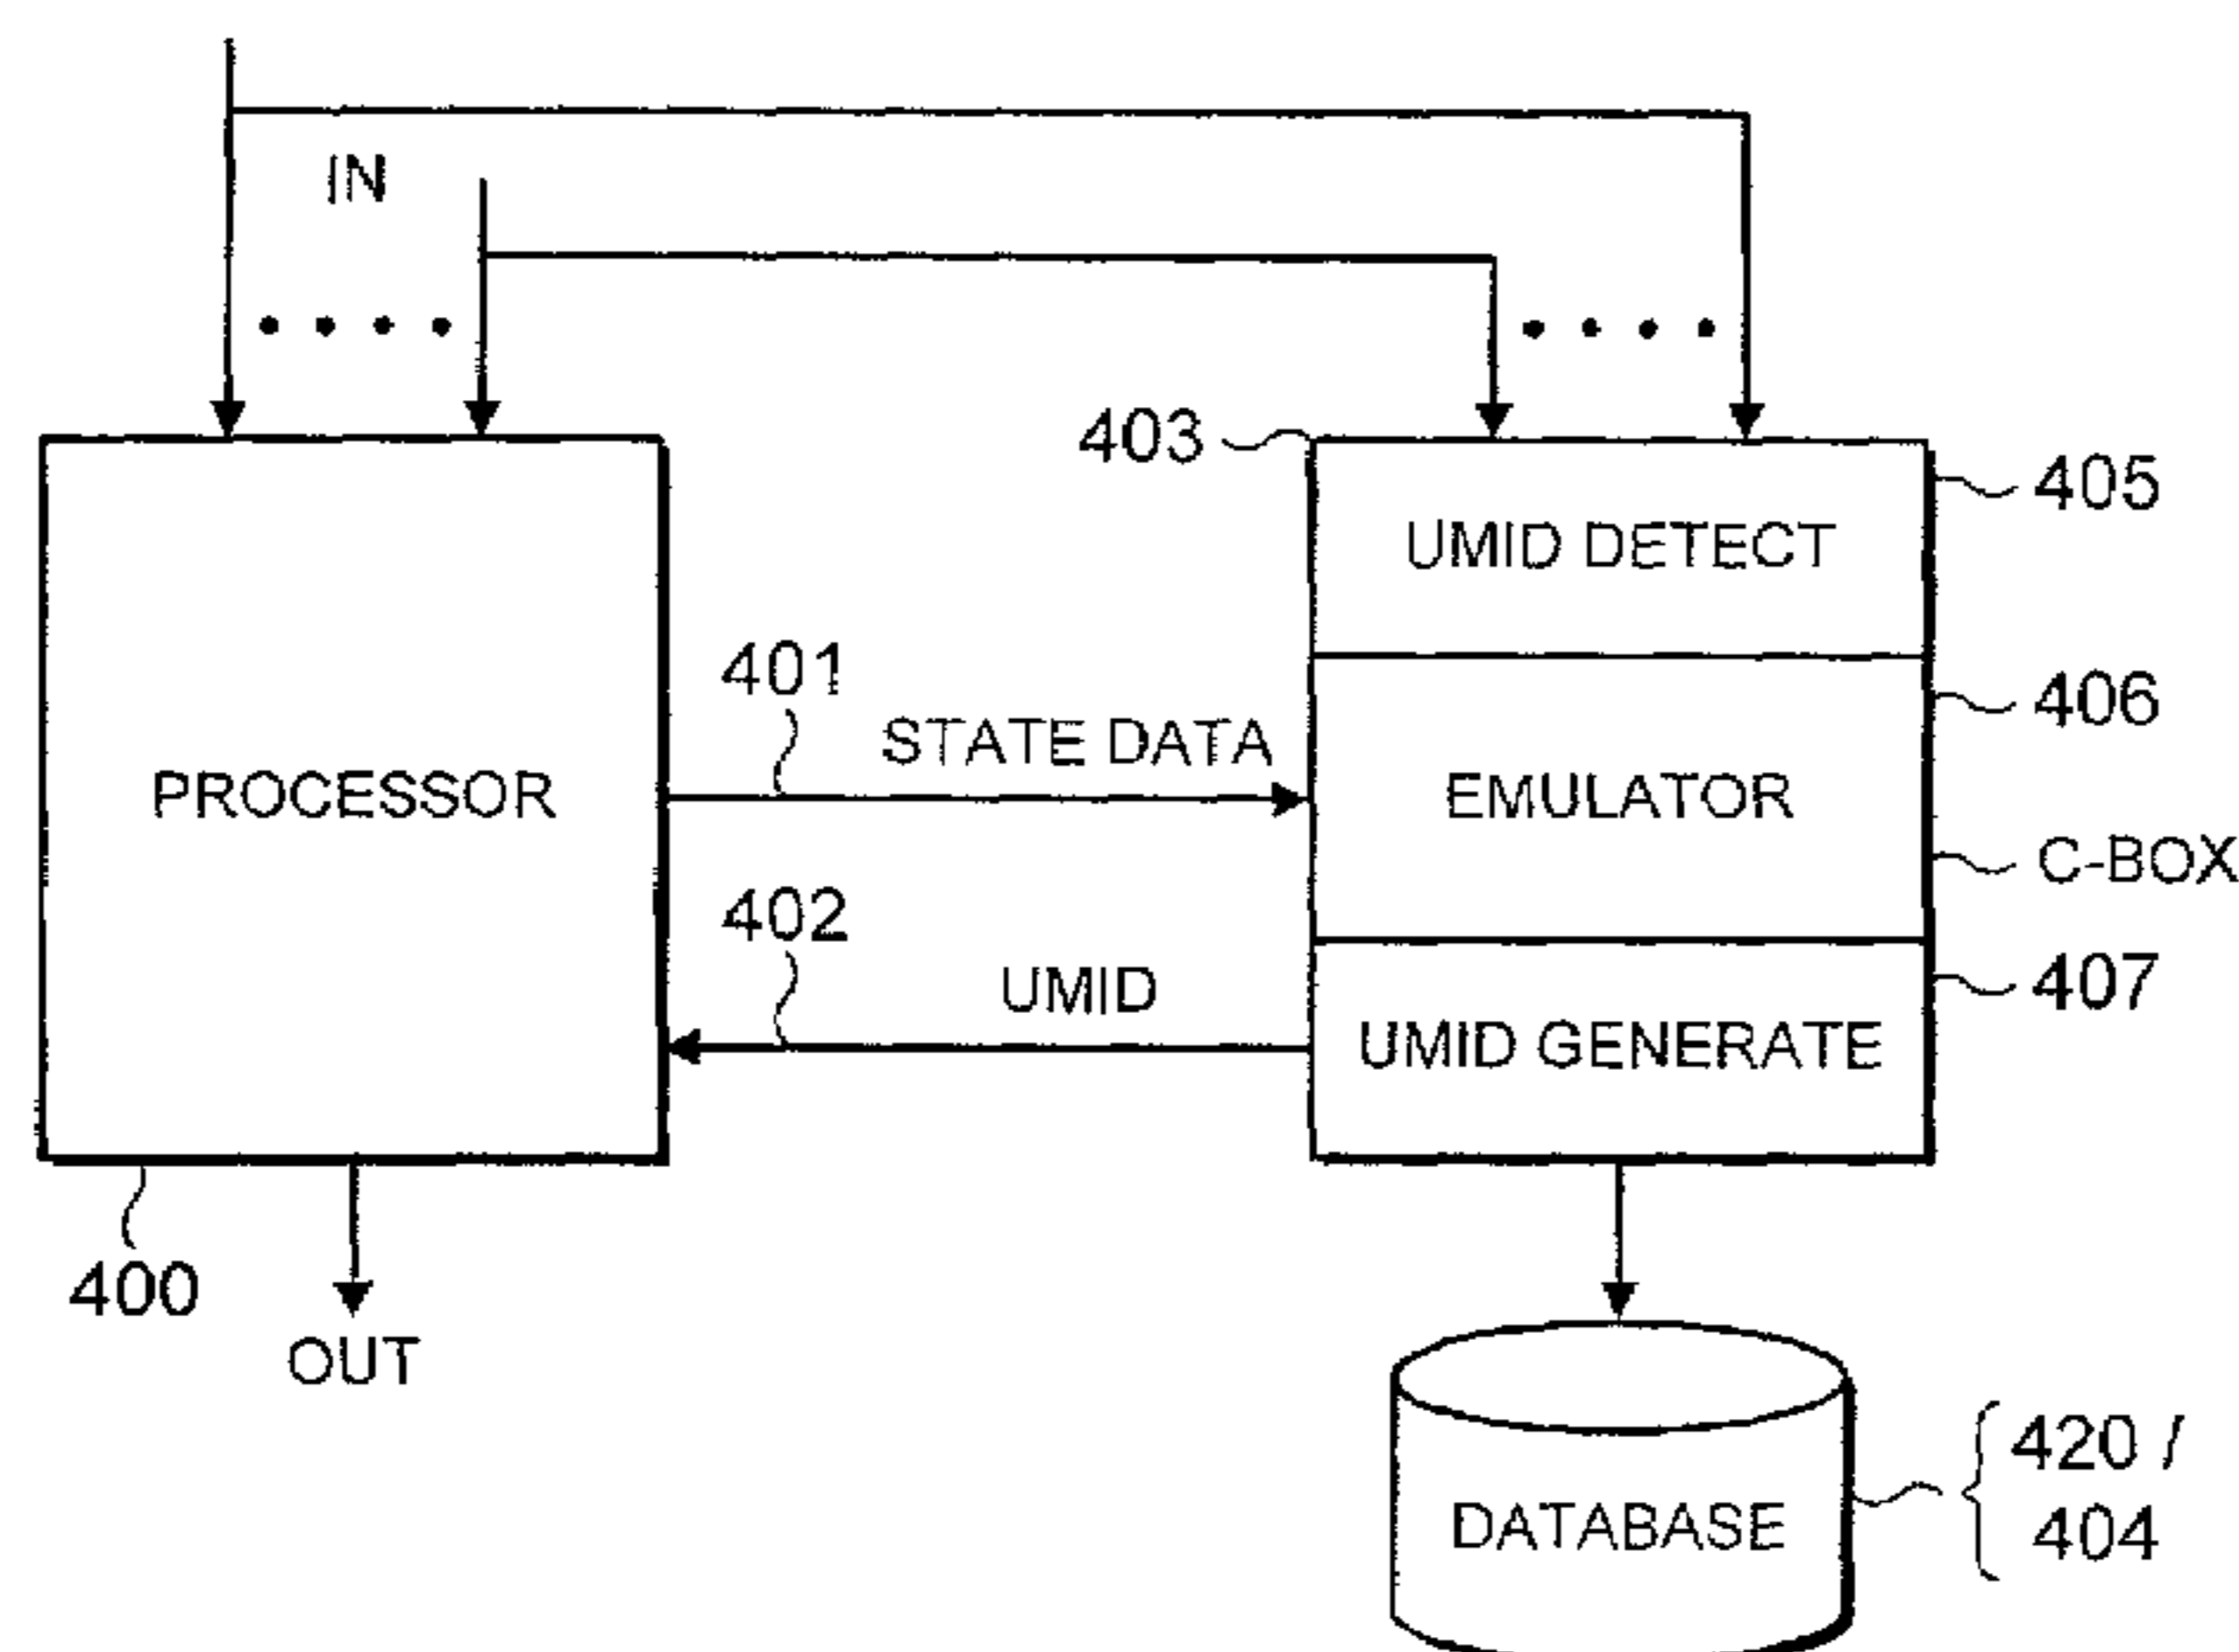 IN
403
405
UMID DETECT
401
406
STATE DATA
PROCESSOR
EMULATOR
C-BOX
402
UMID
407
UMID GENERATE
400
OUT
420 /
DATABASE
404